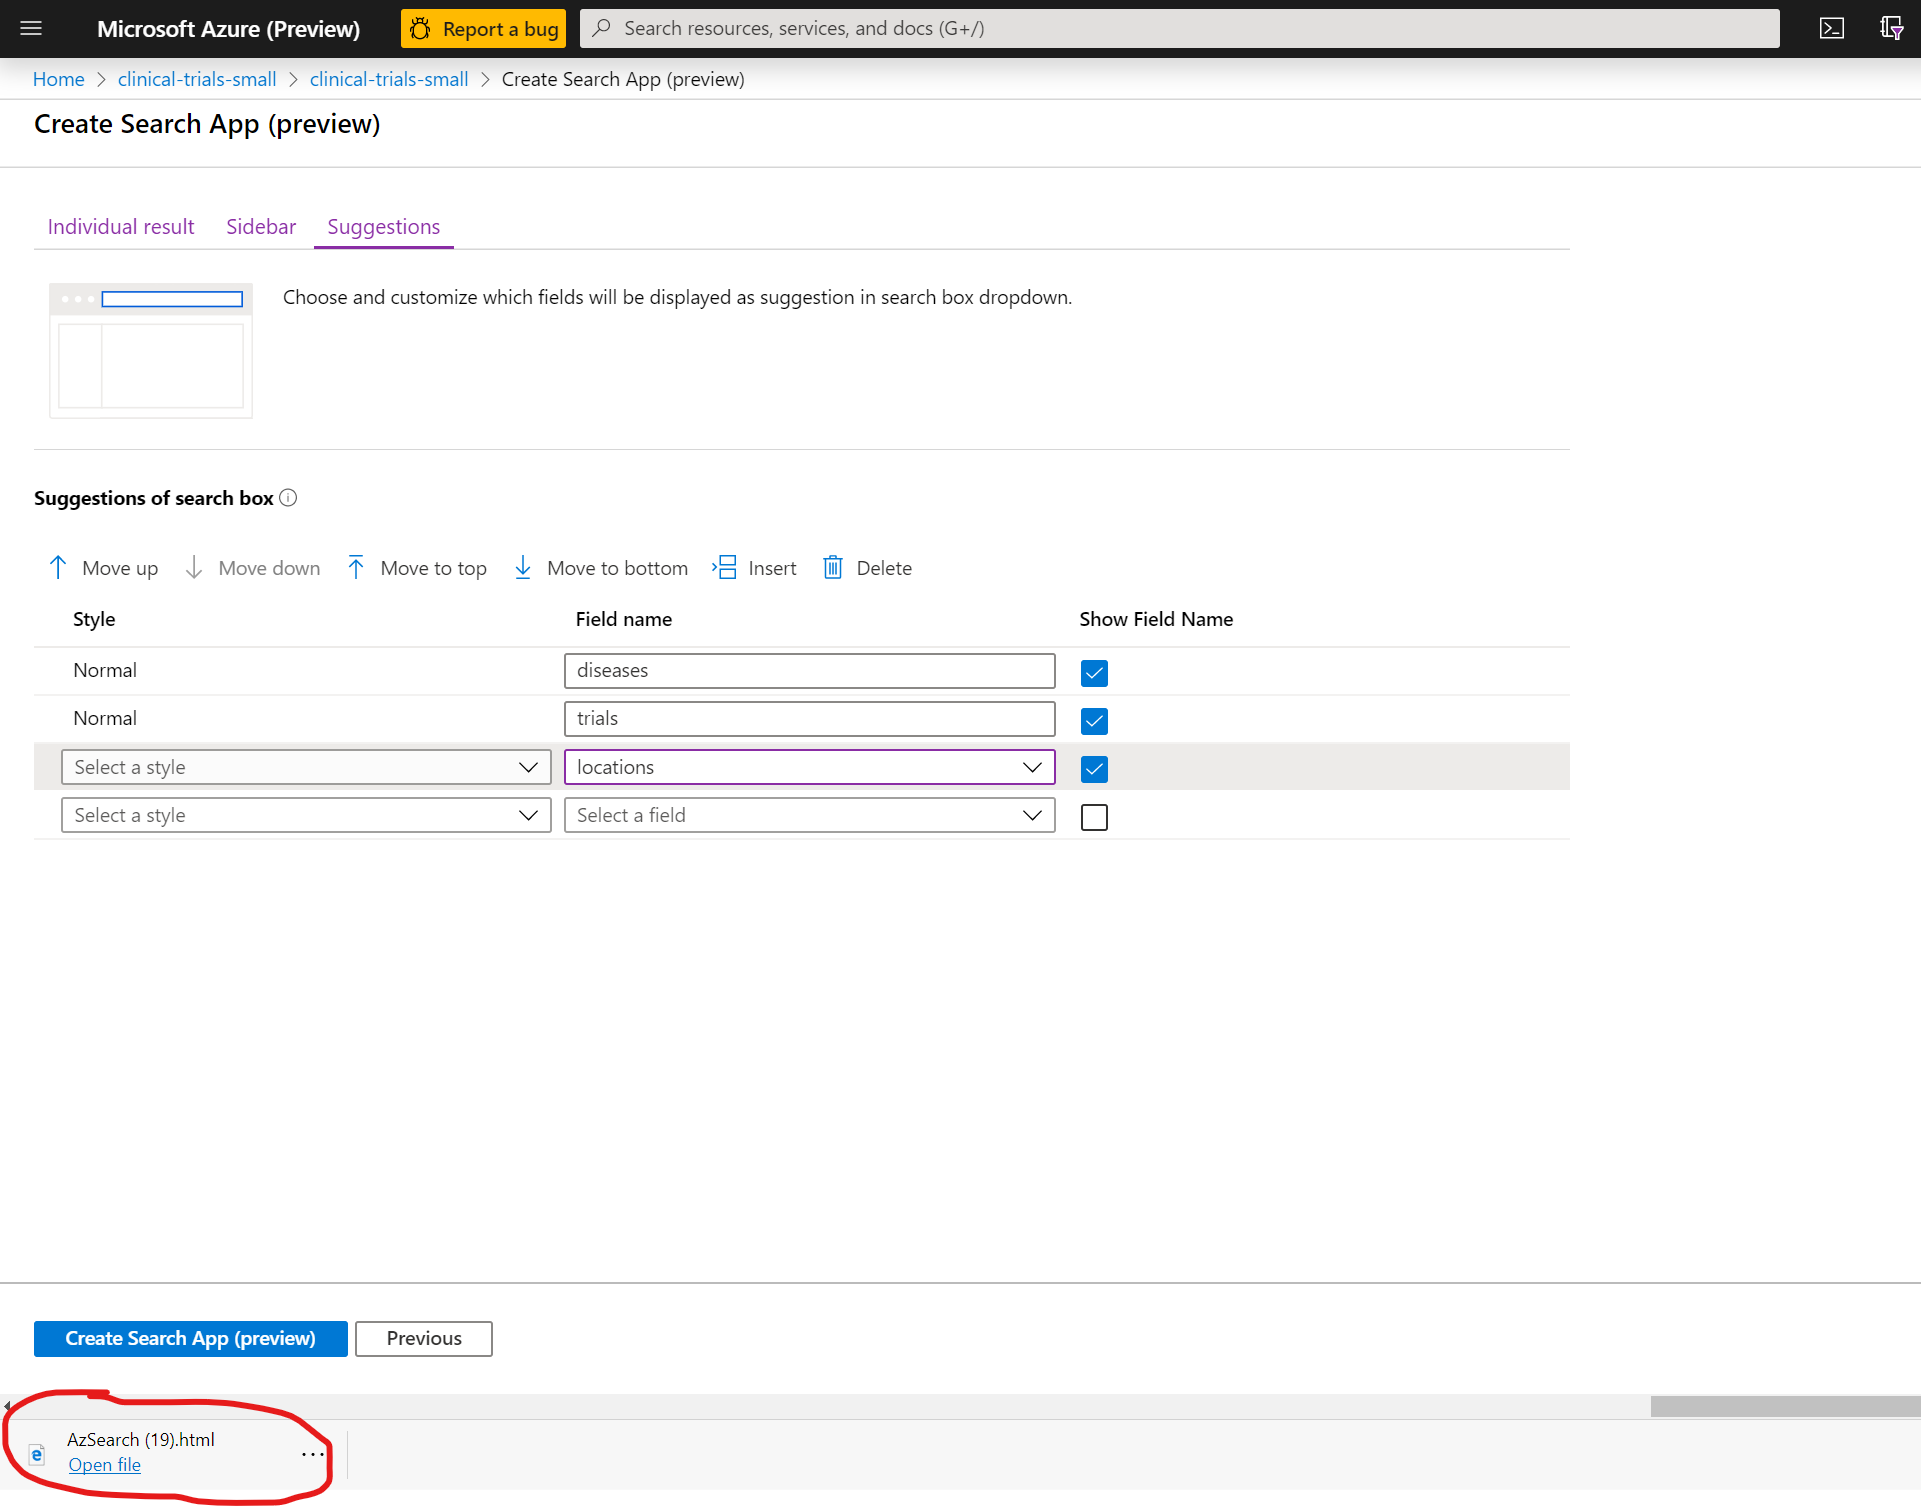 Microsoft Azure (Preview) Report a bug Search resources, services, and docs (G+/)
Home > clinical-trials-small > clinical-trials-small > Create Search App (preview)
Create Search App (preview)
Individual result Sidebar Suggestions
Choose and customize which fields will be displayed as suggestion in search box dropdown.
Suggestions of search box
Move up Move down Move to top Move to bottom Insert Delete
Style Field name Show Field Name
Normal diseases
Normal trials
Select a style locations
Select a style Select a field
Create Search App (preview) Previous
AzSearch (19).html
Open file